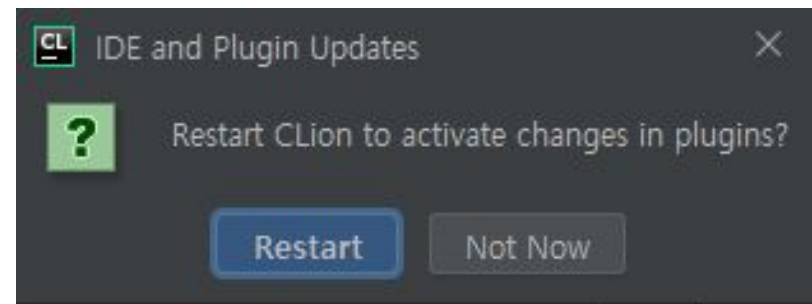 CL IDE and Plugin Updates
? Restart CLion to activate changes in plugins?
Restart Not Now